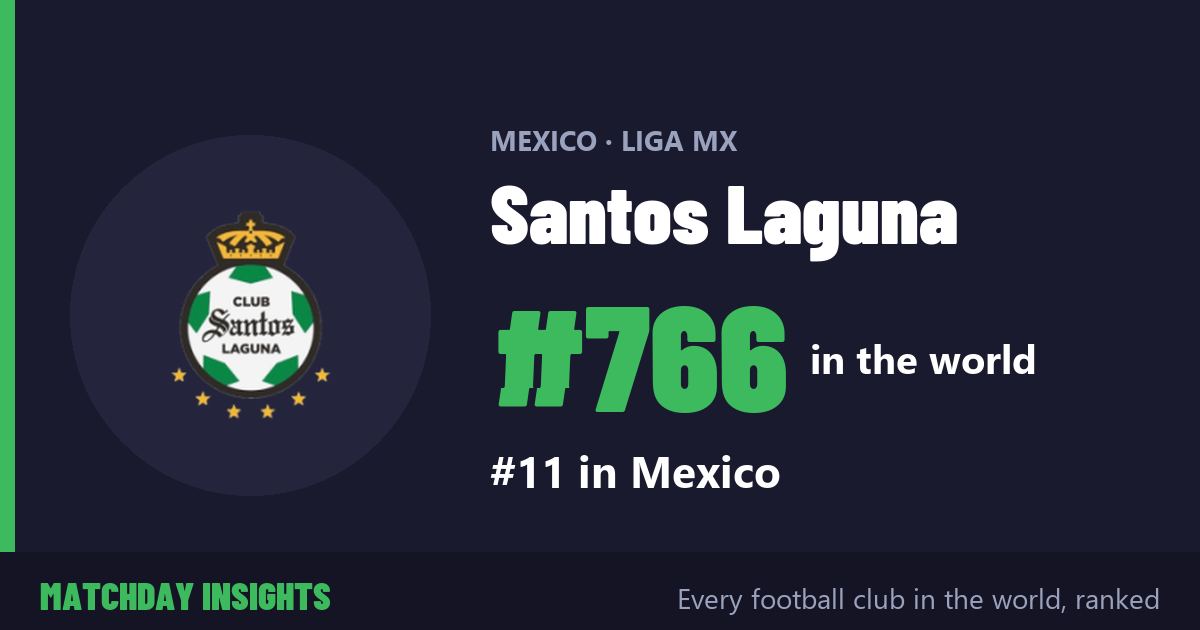 MEXICO · LIGA MX
Santos Laguna
CLUB
Santos
LAGUNA
#766 in the world
#11 in Mexico
MATCHDAY INSIGHTS
Every football club in the world, ranked